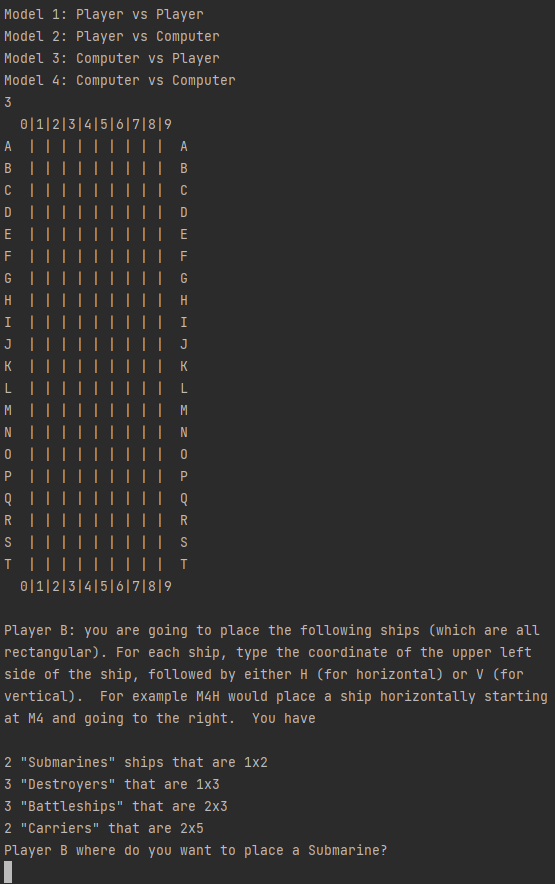 Model 1: Player vs Player
Model 2: Player vs Computer
Model 3: Computer vs Player
Model 4: Computer vs Computer
3
  0|1|2|3|4|5|6|7|8|9
A  | | | | | | | | |  A
B  | | | | | | | | |  B
C  | | | | | | | | |  C
D  | | | | | | | | |  D
E  | | | | | | | | |  E
F  | | | | | | | | |  F
G  | | | | | | | | |  G
H  | | | | | | | | |  H
I  | | | | | | | | |  I
J  | | | | | | | | |  J
K  | | | | | | | | |  K
L  | | | | | | | | |  L
M  | | | | | | | | |  M
N  | | | | | | | | |  N
O  | | | | | | | | |  O
P  | | | | | | | | |  P
Q  | | | | | | | | |  Q
R  | | | | | | | | |  R
S  | | | | | | | | |  S
T  | | | | | | | | |  T
  0|1|2|3|4|5|6|7|8|9

Player B: you are going to place the following ships (which are all
rectangular). For each ship, type the coordinate of the upper left
side of the ship, followed by either H (for horizontal) or V (for
vertical).  For example M4H would place a ship horizontally starting
at M4 and going to the right.  You have

2 "Submarines" ships that are 1x2
3 "Destroyers" that are 1x3
3 "Battleships" that are 2x3
2 "Carriers" that are 2x5
Player B where do you want to place a Submarine?